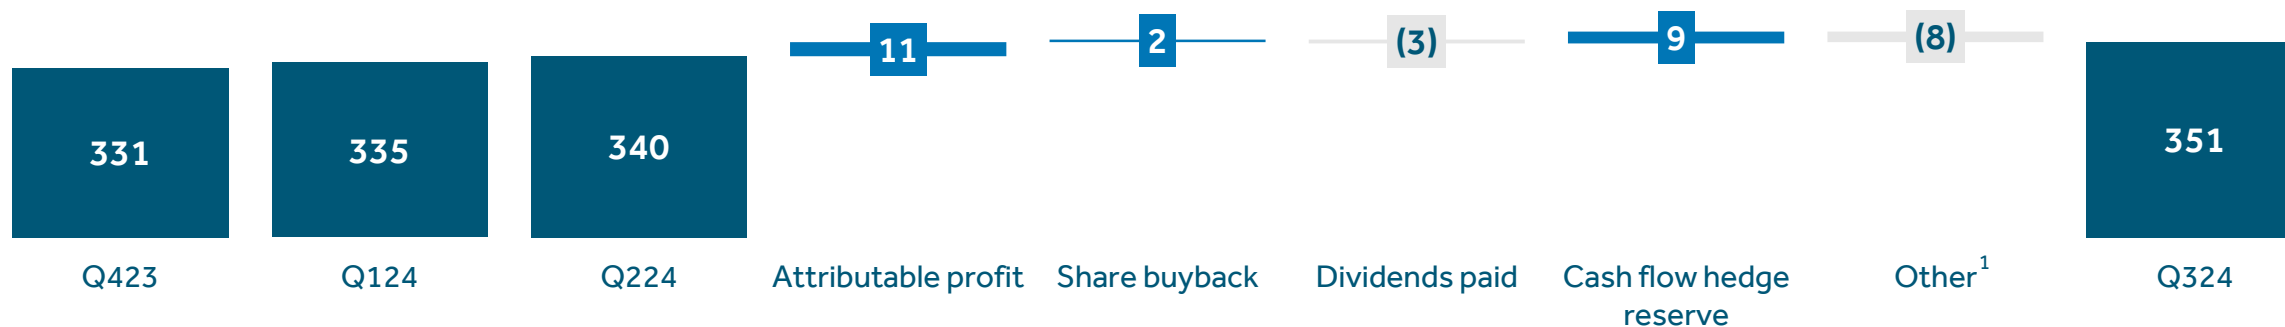 11
2
(3)
9
(8)
331
335
340
351
Q423
Q124
Q224
Attributable profit
Share buyback
Dividends paid
Cash flow hedge
reserve
Other¹
Q324